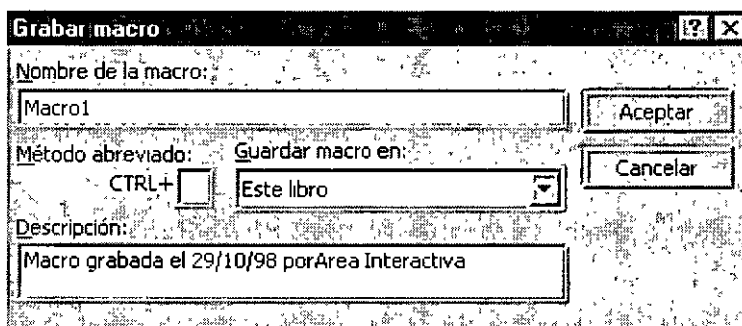 Grabar macro
Nombre de la macro:
Macro1
Aceptar
Método abreviado:
Guardar macro en:
CTRL+
Este libro
Cancelar
Descripción:
Macro grabada el 29/10/98 porArea Interactiva